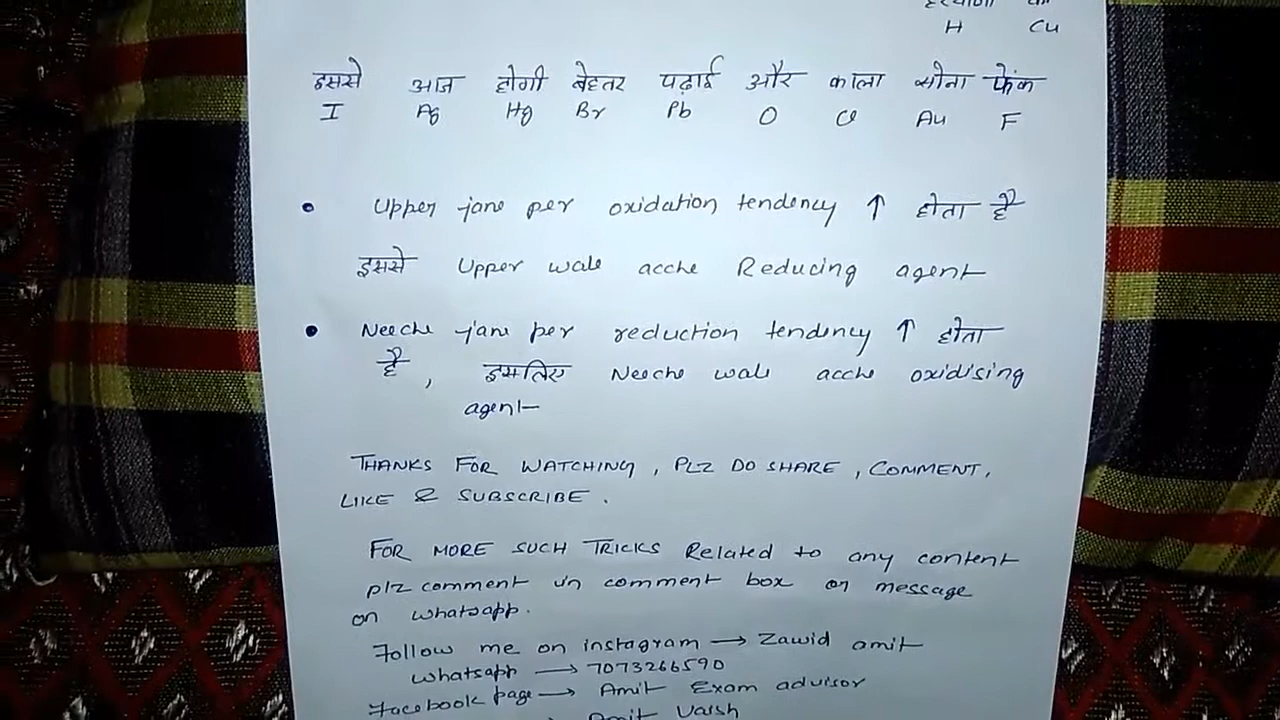 H Cu
इससे आज होगी बेहतर पढ़ाई और काला सोना फेंक
I Ag Hg Br Pb O Cl Au F
• Upper jane per oxidation tendency ↑ होता है
इससे Upper wale acche Reducing agent
• Neeche jane per reduction tendency ↑ होता
है , इसलिए Neeche wale acche oxidising
agent
THANKS FOR WATCHING, PLZ DO SHARE, COMMENT,
LIKE & SUBSCRIBE.
FOR MORE SUCH TRICKS Related to any content
plz comment in comment box or message
on whatsapp.
Follow me on instagram → Zawid amit
whatsapp → 7073266590
Facebook page → Amit Exam advisor
Amit Varsh